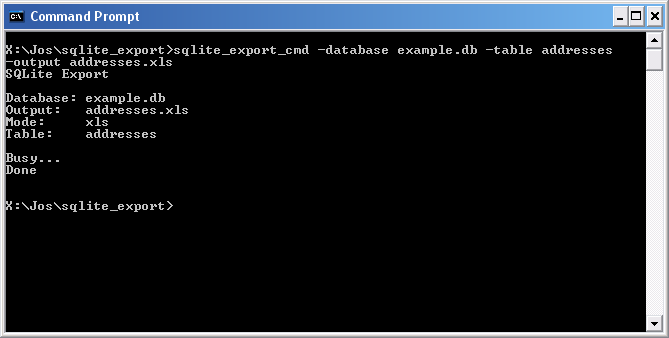 Command Prompt
X:\Jos\sqlite_export>sqlite_export_cmd -database example.db -table addresses
-output addresses.xls
SQLite Export
Database: example.db
Output:   addresses.xls
Mode:     xls
Table:    addresses
Busy...
Done
X:\Jos\sqlite_export>